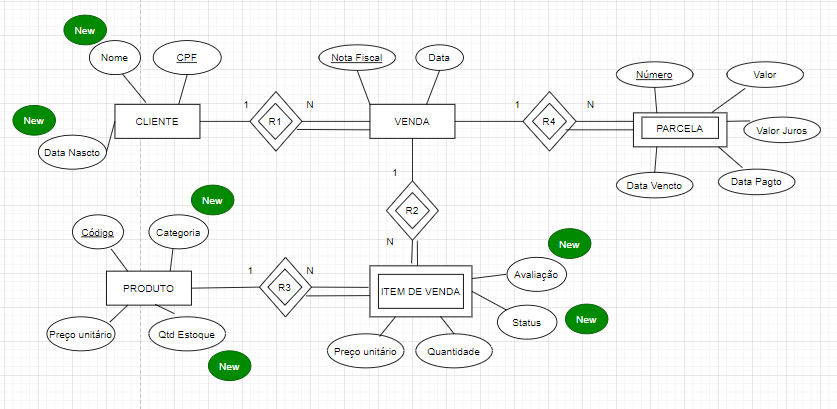 New
Nome
CPF
Nota Fiscal
Data
Número
Valor
New
1
N
1
N
CLIENTE
R1
VENDA
R4
PARCELA
Valor Juros
Data Nascto
1
Data Vencto
Data Pagto
New
R2
Código
Categoria
N
New
1
N
Avaliação
PRODUTO
R3
ITEM DE VENDA
New
Status
Preço unitário
Qtd Estoque
Preço unitário
Quantidade
New